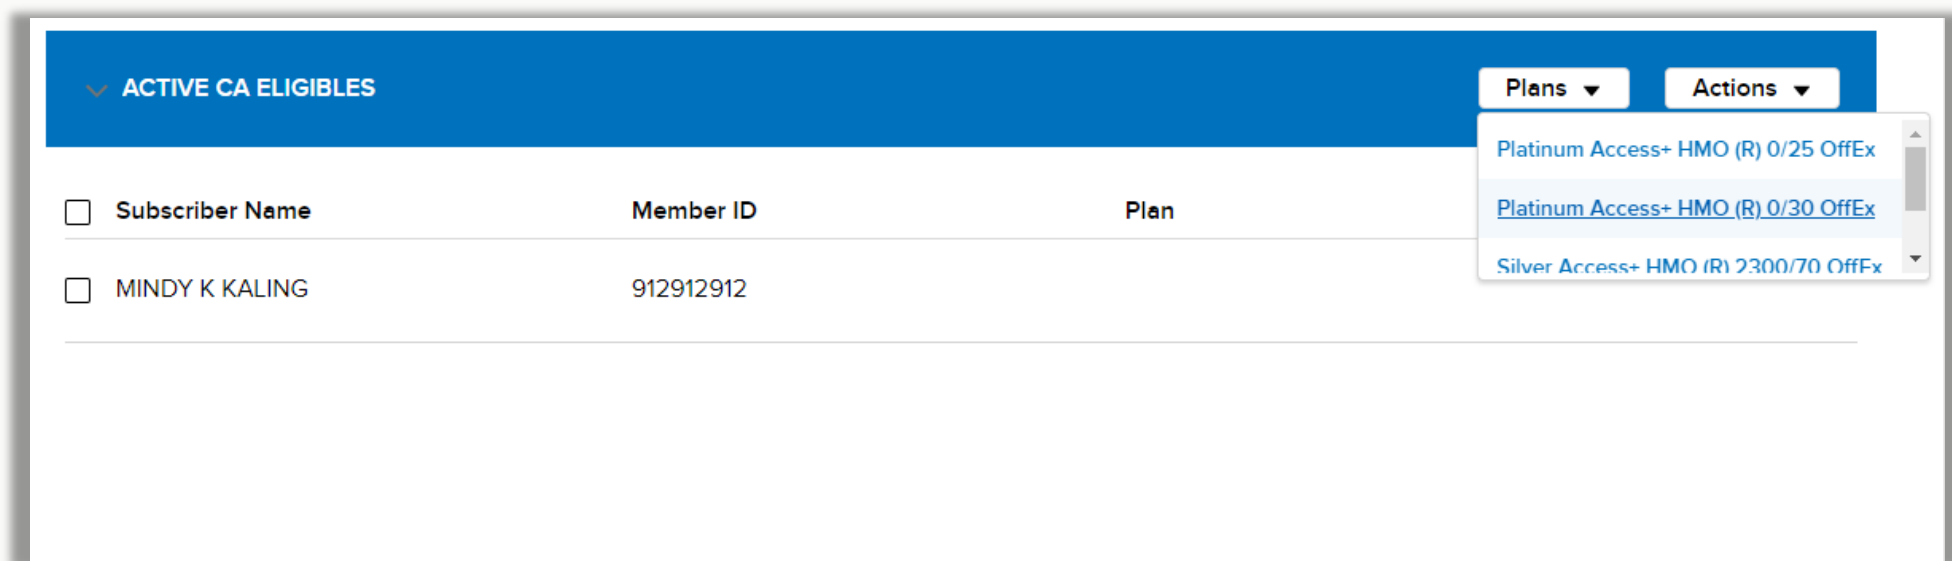 ACTIVE CA ELIGIBLES
Plans
Actions
Platinum Access+ HMO (R) 0/25 OffEx
Platinum Access+ HMO (R) 0/30 OffEx
Silver Access+ HMO (R) 2300/70 OffEx
Subscriber Name
Member ID
Plan
MINDY K KALING
912912912